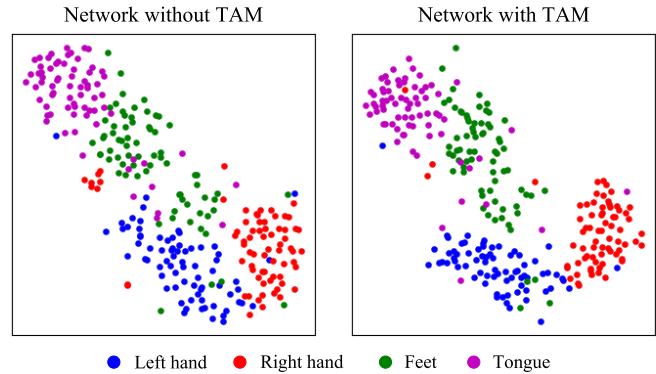 Network without TAM
Network with TAM
Left hand
Right hand
Feet
Tongue